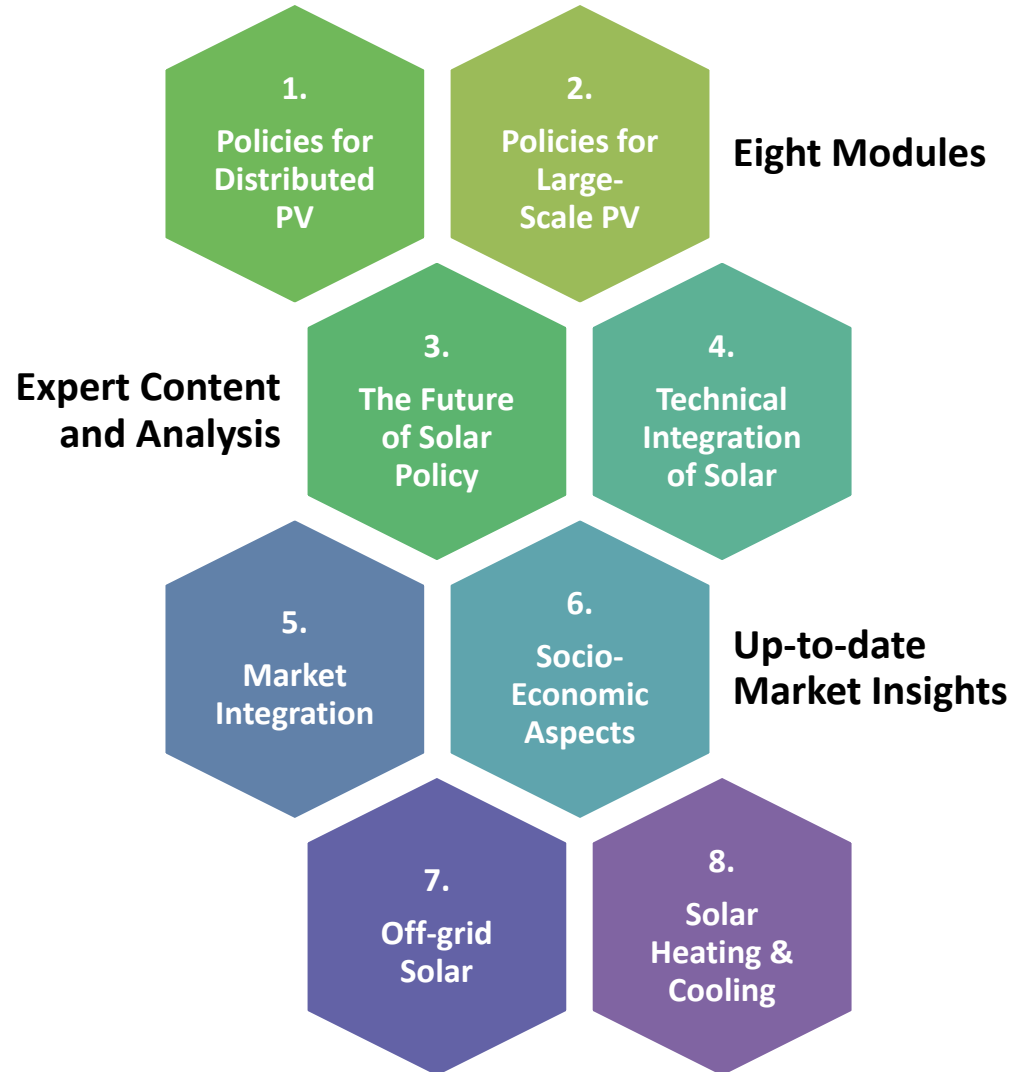 1.
Policies for
Distributed
PV
2.
Policies for
Large-
Scale PV
Eight Modules
Expert Content
and Analysis
3.
The Future
of Solar
Policy
4.
Technical
Integration
of Solar
5.
Market
Integration
6.
Socio-
Economic
Aspects
Up-to-date
Market Insights
7.
Off-grid
Solar
8.
Solar
Heating &
Cooling